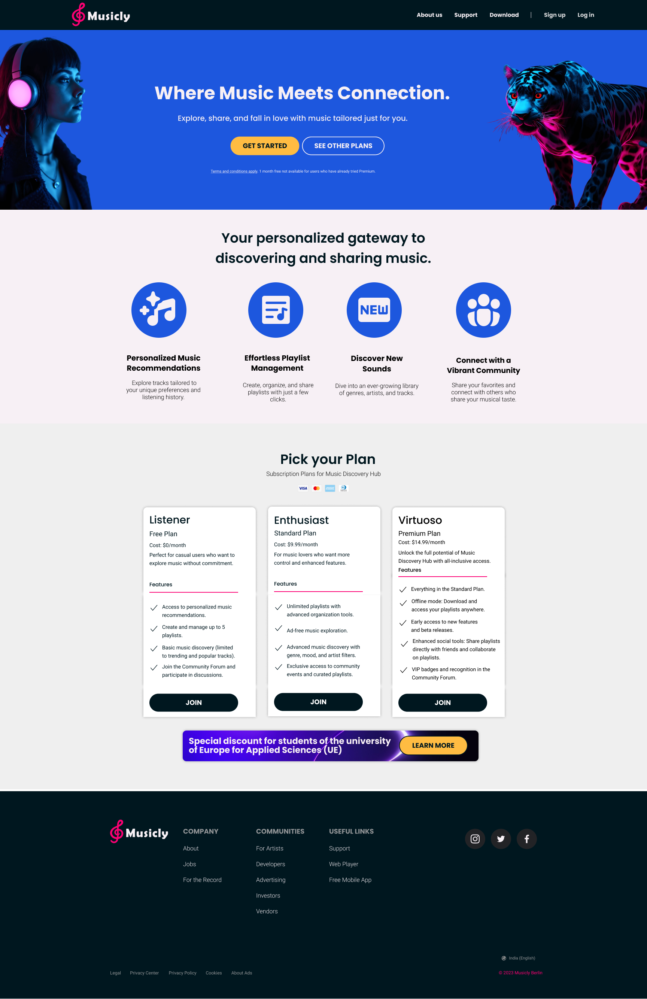 Musicly
About us Support Download | Sign up Log in
Where Music Meets Connection.
Explore, share, and fall in love with music tailored just for you.
GET STARTED SEE OTHER PLANS
Terms and conditions apply. 1 month free not available for users who have already tried Premium.
Your personalized gateway to
discovering and sharing music.
NEW
Personalized Music
Recommendations
Explore tracks tailored to
your unique preferences and
listening history.
Effortless Playlist
Management
Create, organize, and share
playlists with just a few
clicks.
Discover New
Sounds
Dive into an ever-growing library
of genres, artists, and tracks.
Connect with a
Vibrant Community
Share your favorites and
connect with others who
share your musical taste.
Pick your Plan
Subscription Plans for Music Discovery Hub
VISA
Listener
Free Plan
Cost: $0/month
Perfect for casual users who want to
explore music without commitment.
Features
Access to personalized music
recommendations.
Create and manage up to 5
playlists.
Basic music discovery (limited
to trending and popular tracks).
Join the Community Forum and
participate in discussions.
JOIN
Enthusiast
Standard Plan
Cost: $9.99/month
For music lovers who want more
control and enhanced features.
Features
Unlimited playlists with
advanced organization tools.
Ad-free music exploration.
Advanced music discovery with
genre, mood, and artist filters.
Exclusive access to community
events and curated playlists.
JOIN
Virtuoso
Premium Plan
Cost: $14.99/month
Unlock the full potential of Music
Discovery Hub with all-inclusive access.
Features
Everything in the Standard Plan.
Offline mode: Download and
access your playlists anywhere.
Early access to new features
and beta releases.
Enhanced social tools: Share playlists
directly with friends and collaborate
on playlists.
VIP badges and recognition in the
Community Forum.
JOIN
Special discount for students of the university
of Europe for Applied Sciences (UE)
LEARN MORE
Musicly
COMPANY
About
Jobs
For the Record
COMMUNITIES
For Artists
Developers
Advertising
Investors
Vendors
USEFUL LINKS
Support
Web Player
Free Mobile App
India (English)
Legal Privacy Center Privacy Policy Cookies About Ads
© 2023 Musicly Berlin